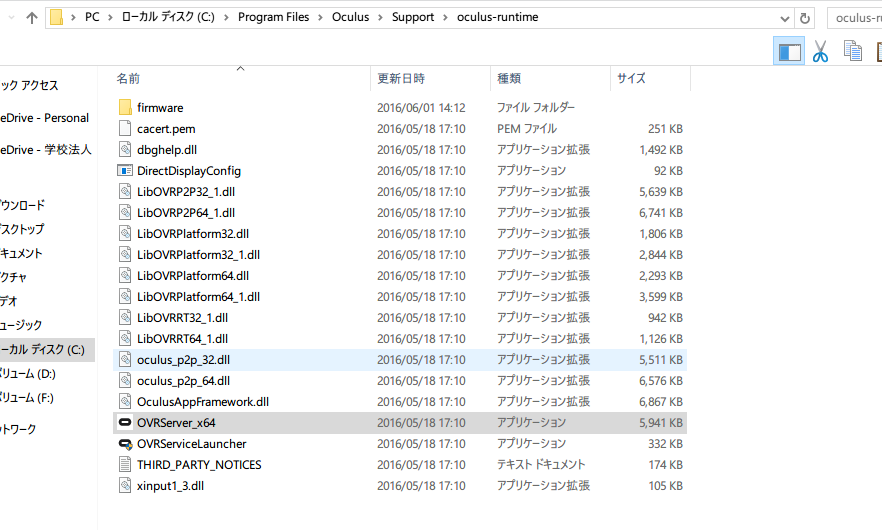 PC > ローカル ディスク (C:) > Program Files > Oculus > Support > oculus-runtime
oculus-r
名前 更新日時 種類 サイズ
ック アクセス
eDrive - Personal
eDrive - 学校法人
ウンロード
スクトップ
キュメント
クチャ
デオ
ュージック
ーカル ディスク (C:)
リューム (D:)
リューム (F:)
ットワーク
firmware 2016/06/01 14:12 ファイル フォルダー
cacert.pem 2016/05/18 17:10 PEM ファイル 251 KB
dbghelp.dll 2016/05/18 17:10 アプリケーション拡張 1,492 KB
DirectDisplayConfig 2016/05/18 17:10 アプリケーション 92 KB
LibOVRP2P32_1.dll 2016/05/18 17:10 アプリケーション拡張 5,639 KB
LibOVRP2P64_1.dll 2016/05/18 17:10 アプリケーション拡張 6,741 KB
LibOVRPlatform32.dll 2016/05/18 17:10 アプリケーション拡張 1,806 KB
LibOVRPlatform32_1.dll 2016/05/18 17:10 アプリケーション拡張 2,844 KB
LibOVRPlatform64.dll 2016/05/18 17:10 アプリケーション拡張 2,293 KB
LibOVRPlatform64_1.dll 2016/05/18 17:10 アプリケーション拡張 3,599 KB
LibOVRRT32_1.dll 2016/05/18 17:10 アプリケーション拡張 942 KB
LibOVRRT64_1.dll 2016/05/18 17:10 アプリケーション拡張 1,126 KB
oculus_p2p_32.dll 2016/05/18 17:10 アプリケーション拡張 5,511 KB
oculus_p2p_64.dll 2016/05/18 17:10 アプリケーション拡張 6,576 KB
OculusAppFramework.dll 2016/05/18 17:10 アプリケーション拡張 6,867 KB
OVRServer_x64 2016/05/18 17:10 アプリケーション 5,941 KB
OVRServiceLauncher 2016/05/18 17:10 アプリケーション 332 KB
THIRD_PARTY_NOTICES 2016/05/18 17:10 テキスト ドキュメント 174 KB
xinput1_3.dll 2016/05/18 17:10 アプリケーション拡張 105 KB